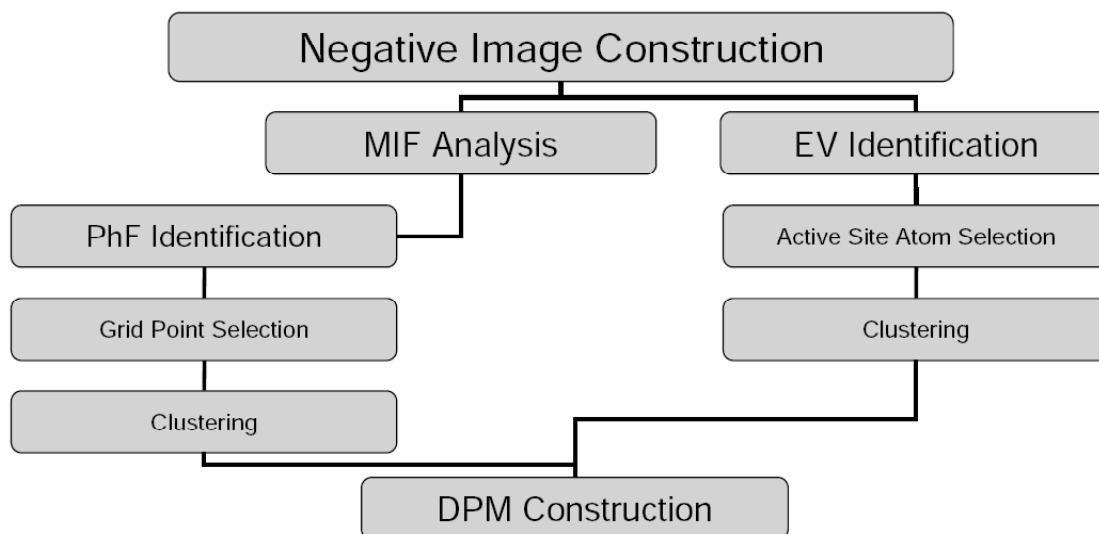 Negative Image Construction
MIF Analysis
EV Identification
PhF Identification
Active Site Atom Selection
Grid Point Selection
Clustering
Clustering
DPM Construction